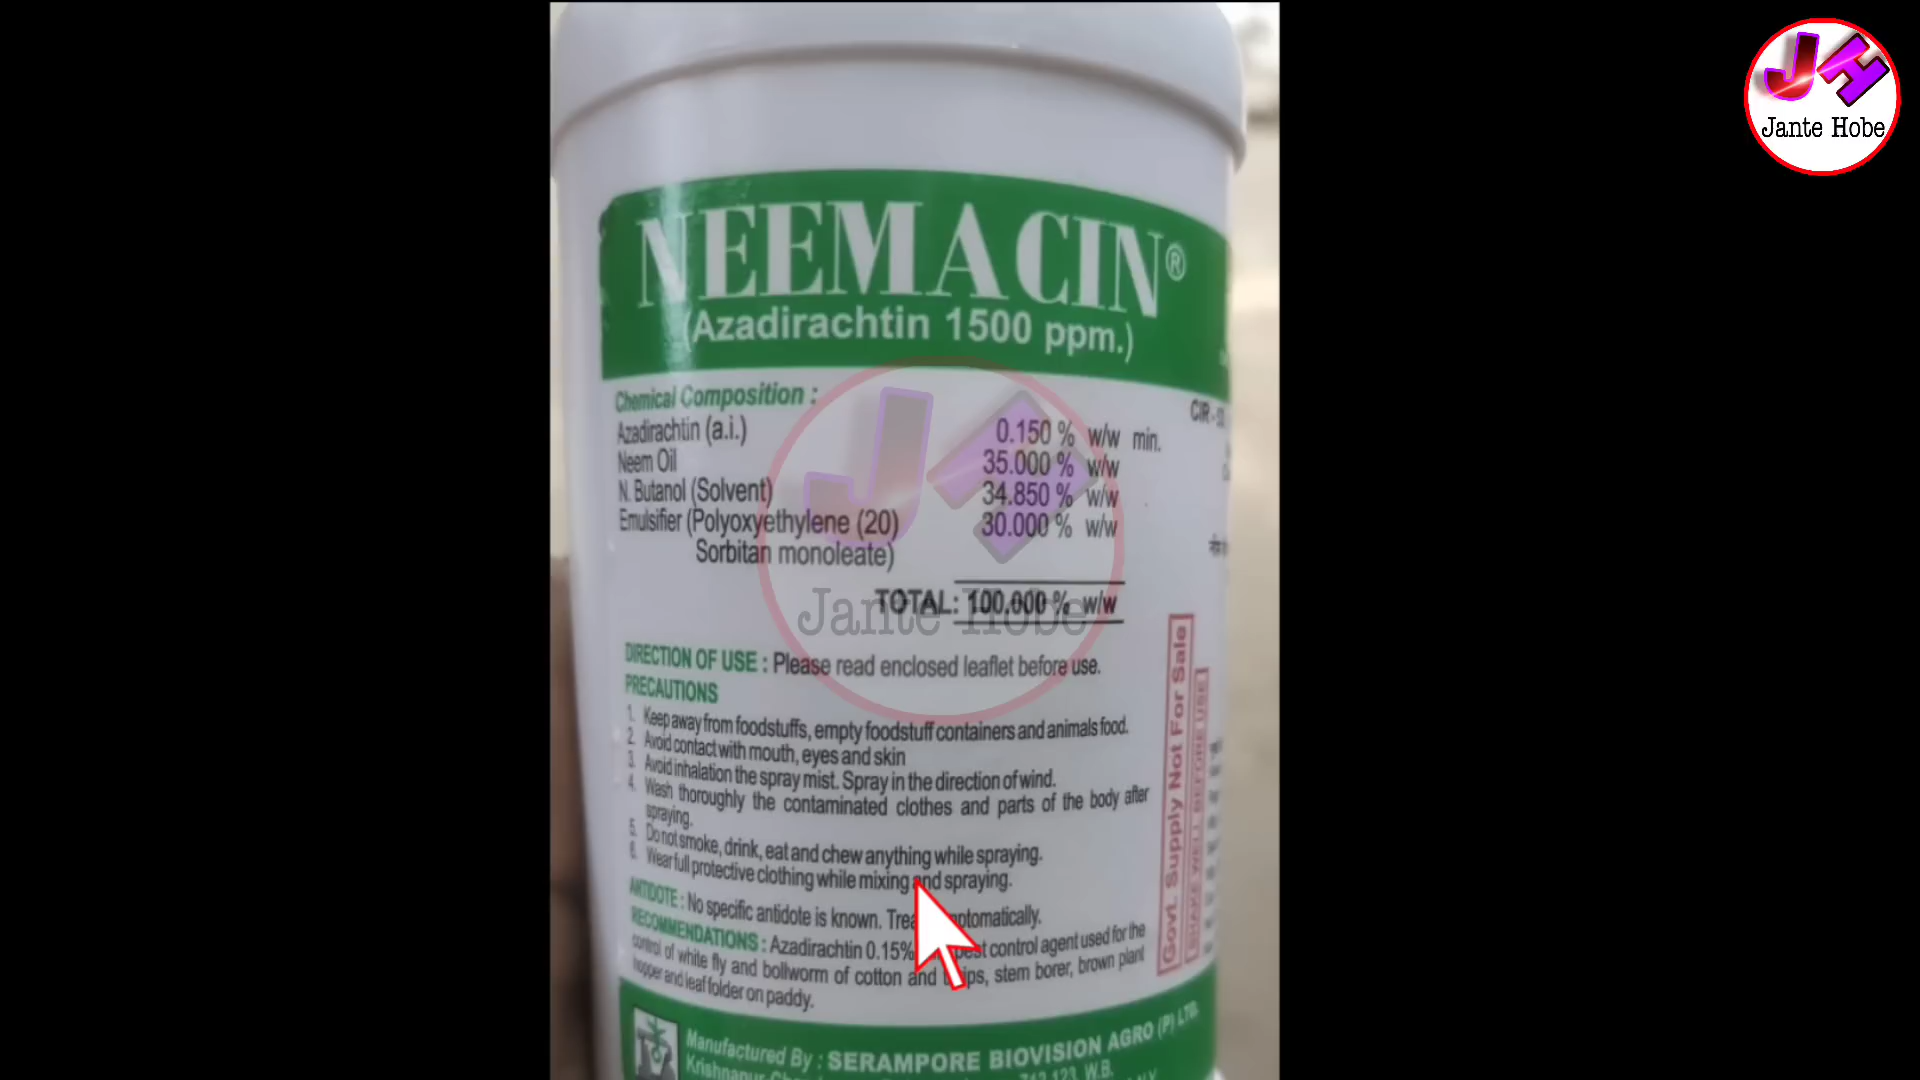 JH
Jante Hobe
NEEMACIN®
(Azadirachtin 1500 ppm.)
Chemical Composition :
Azadirachtin (a.i.) 0.150 % w/w min.
Neem Oil 35.000 % w/w
N. Butanol (Solvent) 34.850 % w/w
Emulsifier (Polyoxyethylene (20) 30.000 % w/w
Sorbitan monoleate)
TOTAL : 100.000 % w/w
JH
Jante Hobe
DIRECTION OF USE : Please read enclosed leaflet before use.
PRECAUTIONS
1. Keep away from foodstuffs, empty foodstuff containers and animals food.
2. Avoid contact with mouth, eyes and skin
3. Avoid inhalation the spray mist. Spray in the direction of wind.
4. Wash thoroughly the contaminated clothes and parts of the body after
spraying.
5. Do not smoke, drink, eat and chew anything while spraying.
6. Wear full protective clothing while mixing and spraying.
ANTIDOTE : No specific antidote is known.
RECOMMENDATIONS : Azadirachtin 0.15% control agent used for the
control of white fly and bollworm of cotton and stem borer, brown plant
hopper and leaf folder on paddy.
Govt. Supply Not For Sale
SHAKE WELL BEFORE USE
CIR -
Manufactured By : SERAMPORE BIOVISION AGRO (P) LTD.
712 123, W.B.